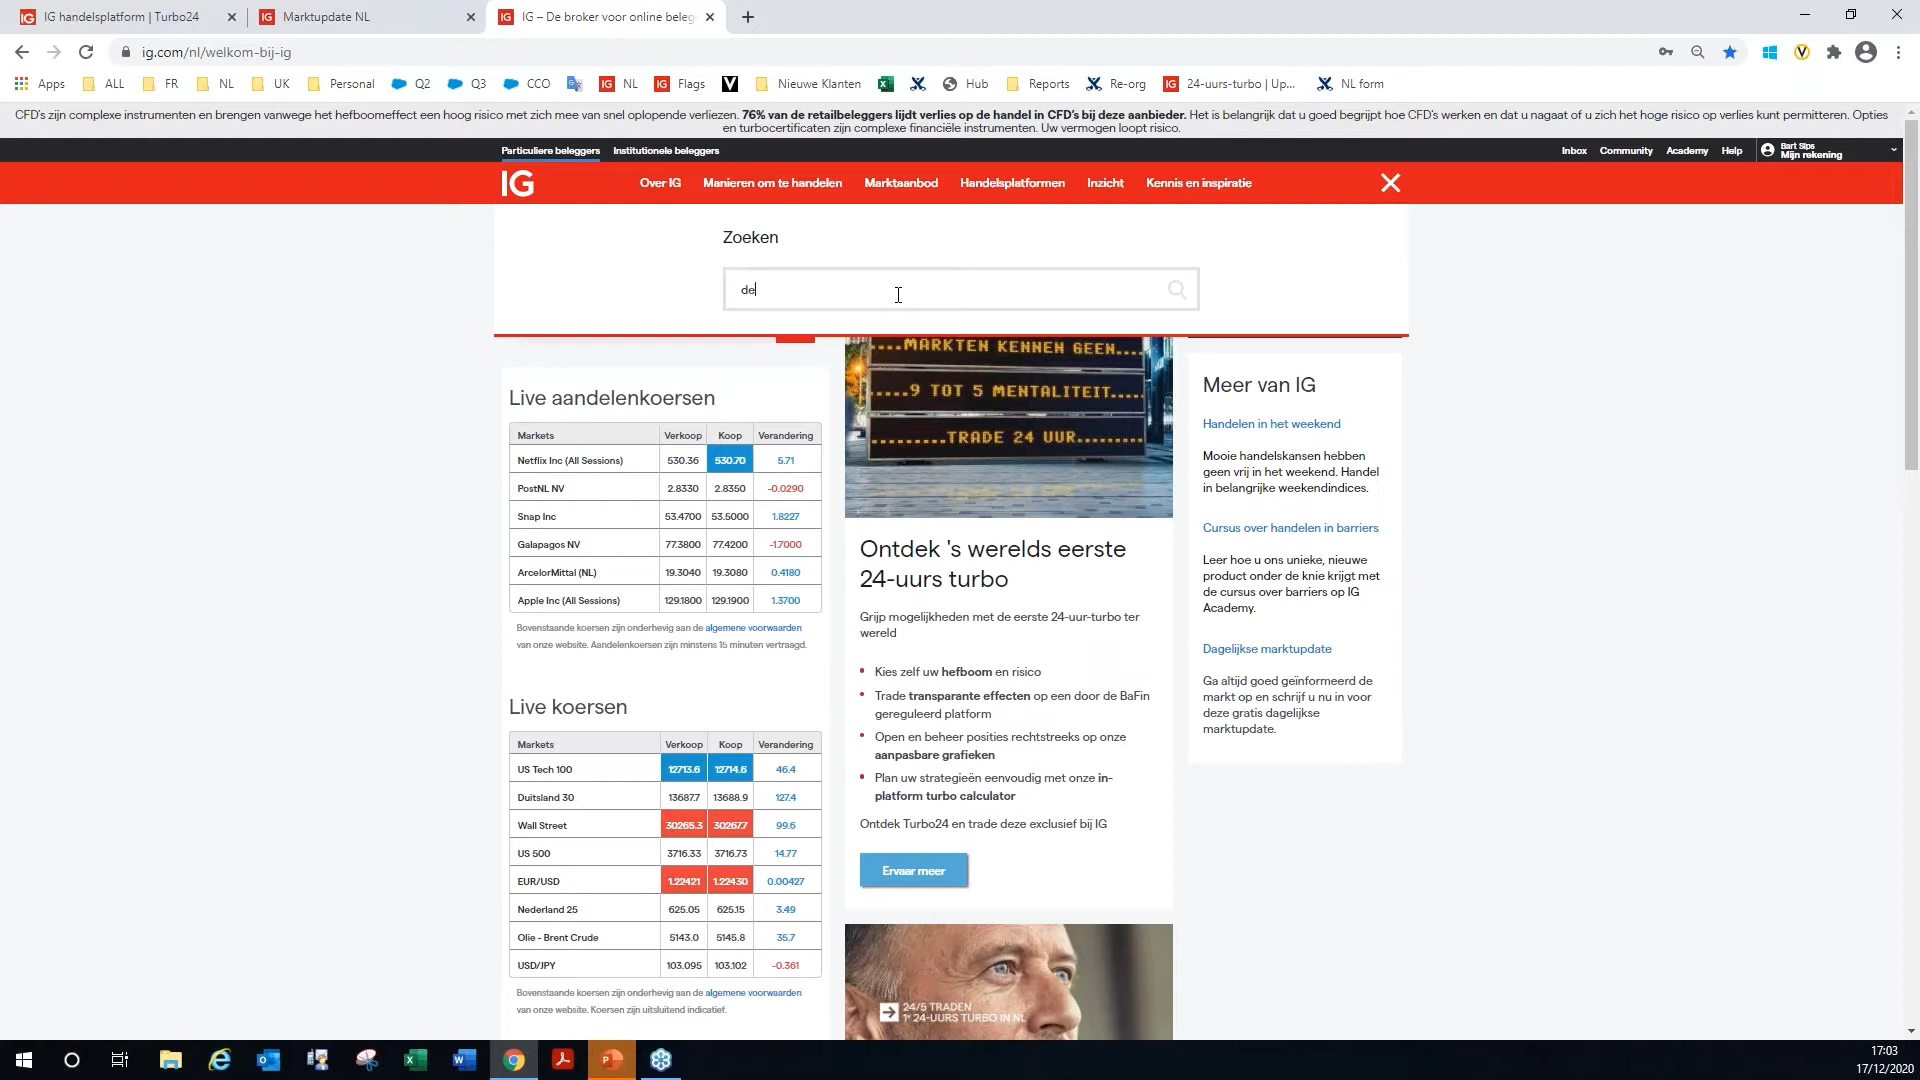 IG handelsplatform | Turbo24
Marktupdate NL
IG – De broker voor online beleg
ig.com/nl/welkom-bij-ig
Apps ALL FR NL UK Personal Q2 Q3 CCO NL Flags Nieuwe Klanten Hub Reports Re-org 24-uurs-turbo | Up... NL form
CFD's zijn complexe instrumenten en brengen vanwege het hefboomeffect een hoog risico met zich mee van snel oplopende verliezen. 76% van de retailbeleggers lijdt verlies op de handel in CFD's bij deze aanbieder. Het is belangrijk dat u goed begrijpt hoe CFD's werken en dat u nagaat of u zich het hoge risico op verlies kunt permitteren. Opties
en turbocertificaten zijn complexe financiële instrumenten. Uw vermogen loopt risico.
Particuliere beleggers Institutionele beleggers Inbox Community Academy Help
Bart Sips
Mijn rekening
IG Over IG Manieren om te handelen Marktaanbod Handelsplatformen Inzicht Kennis en inspiratie
Zoeken
de
Live aandelenkoersen
Markets Verkoop Koop Verandering
Netflix Inc (All Sessions) 530.36 530.70 5.71
PostNL NV 2.8330 2.8350 -0.0290
Snap Inc 53.4700 53.5000 1.8227
Galapagos NV 77.3800 77.4200 -1.7000
ArcelorMittal (NL) 19.3040 19.3080 0.4180
Apple Inc (All Sessions) 129.1800 129.1900 1.3700
Bovenstaande koersen zijn onderhevig aan de algemene voorwaarden
van onze website. Aandelenkoersen zijn minstens 15 minuten vertraagd.
Live koersen
Markets Verkoop Koop Verandering
US Tech 100 12713.6 12714.6 46.4
Duitsland 30 13687.7 13688.9 127.4
Wall Street 30265.3 30267.7 99.6
US 500 3716.33 3716.73 14.77
EUR/USD 1.22421 1.22430 0.00427
Nederland 25 625.05 625.15 3.49
Olie - Brent Crude 5143.0 5145.8 35.7
USD/JPY 103.095 103.102 -0.361
Bovenstaande koersen zijn onderhevig aan de algemene voorwaarden
van onze website. Koersen zijn uitsluitend indicatief.
....MARKTEN KENNEN GEEN....
.....9 TOT 5 MENTALITEIT.....
.........TRADE 24 UUR.........
Ontdek 's werelds eerste
24-uurs turbo
Grijp mogelijkheden met de eerste 24-uur-turbo ter
wereld
• Kies zelf uw hefboom en risico
• Trade transparante effecten op een door de BaFin
gereguleerd platform
• Open en beheer posities rechtstreeks op onze
aanpasbare grafieken
• Plan uw strategieën eenvoudig met onze in-
platform turbo calculator
Ontdek Turbo24 en trade deze exclusief bij IG
Ervaar meer
24/5 TRADEN
1e 24-UURS TURBO IN NL
Meer van IG
Handelen in het weekend
Mooie handelskansen hebben
geen vrij in het weekend. Handel
in belangrijke weekendindices.
Cursus over handelen in barriers
Leer hoe u ons unieke, nieuwe
product onder de knie krijgt met
de cursus over barriers op IG
Academy.
Dagelijkse marktupdate
Ga altijd goed geïnformeerd de
markt op en schrijf u nu in voor
deze gratis dagelijkse
marktupdate.
17:03
17/12/2020